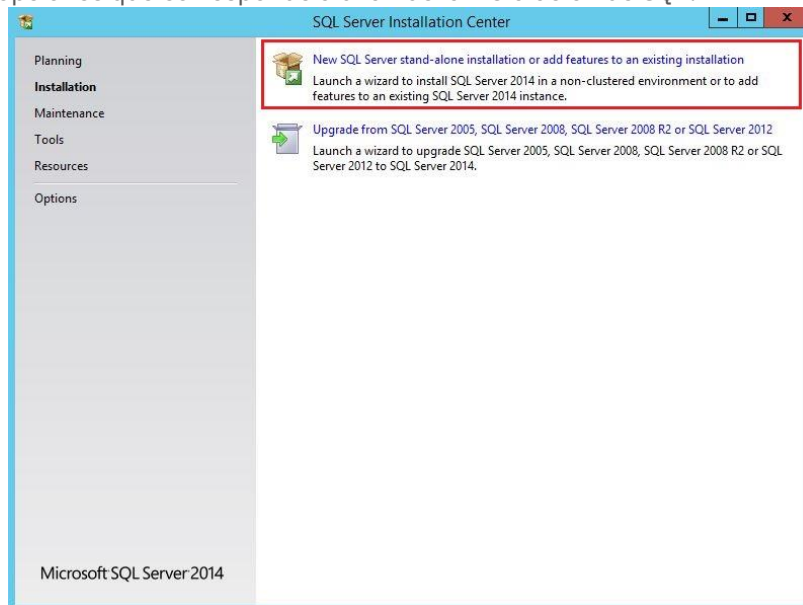 SQL Server Installation Center
Planning
Installation
Maintenance
Tools
Resources
Options
New SQL Server stand-alone installation or add features to an existing installation
Launch a wizard to install SQL Server 2014 in a non-clustered environment or to add
features to an existing SQL Server 2014 instance.
Upgrade from SQL Server 2005, SQL Server 2008, SQL Server 2008 R2 or SQL Server 2012
Launch a wizard to upgrade SQL Server 2005, SQL Server 2008, SQL Server 2008 R2 or SQL
Server 2012 to SQL Server 2014.
Microsoft SQL Server 2014